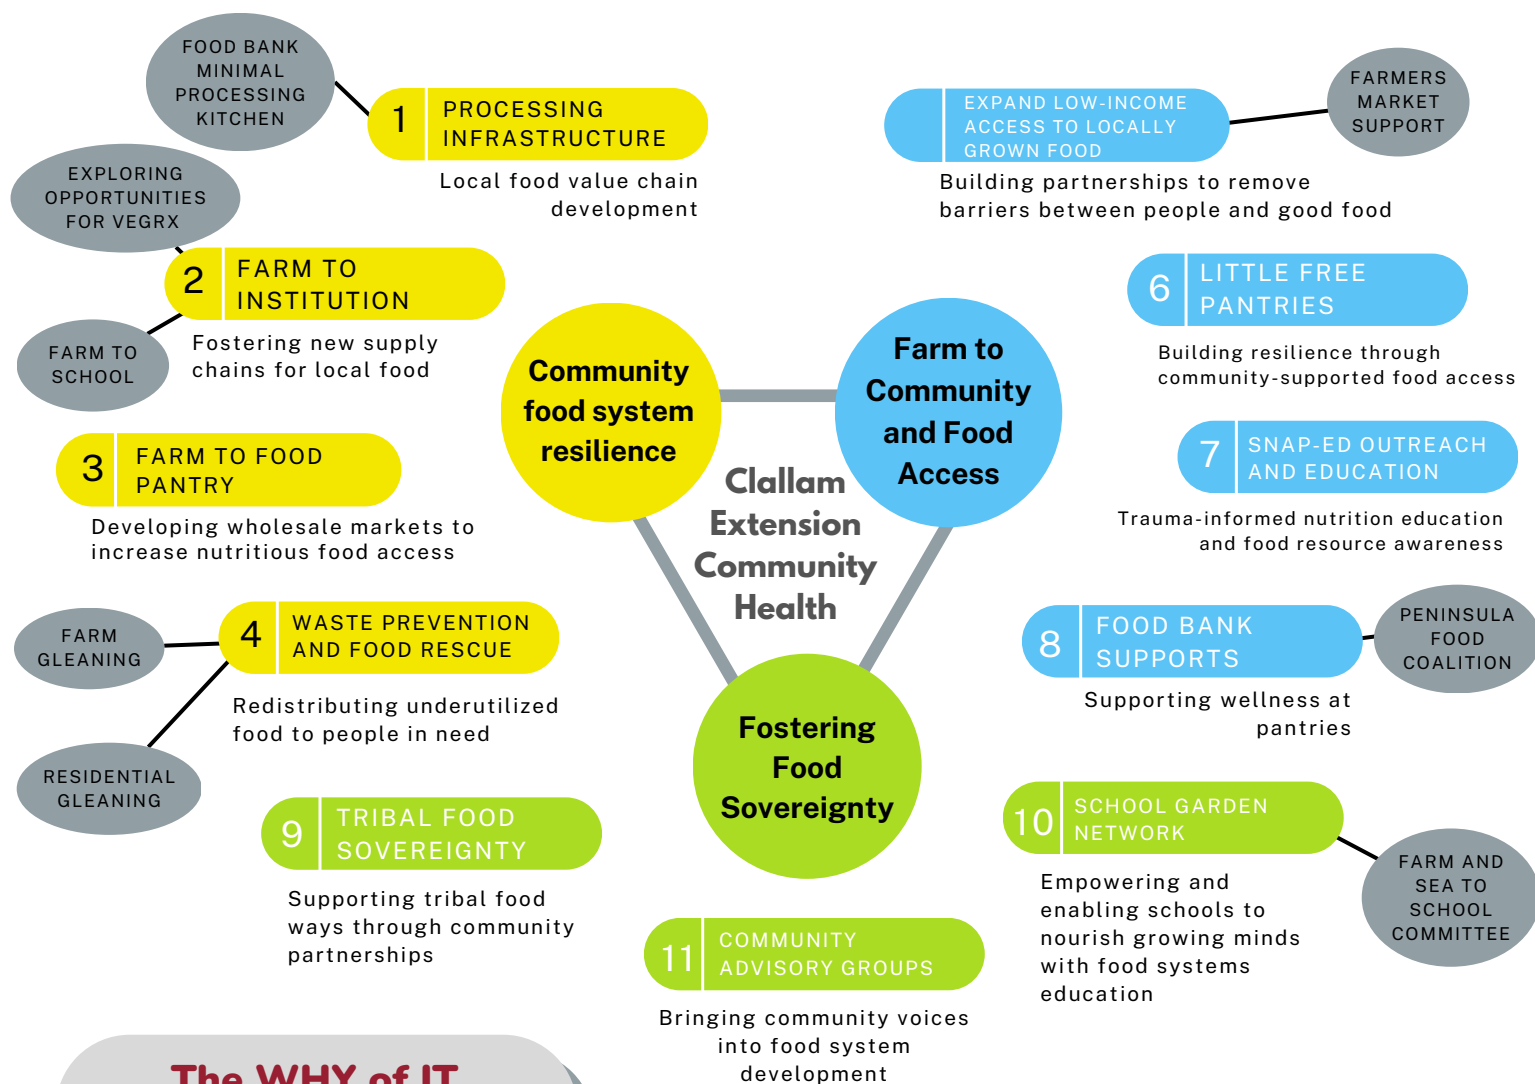 FOOD BANK
MINIMAL
PROCESSING
KITCHEN
1
PROCESSING
INFRASTRUCTURE
Local food value chain
development
EXPLORING
OPPORTUNITIES
FOR VEGRX
2
FARM TO
INSTITUTION
Fostering new supply
chains for local food
FARM TO
SCHOOL
3
FARM TO FOOD
PANTRY
Developing wholesale markets to
increase nutritious food access
4
WASTE PREVENTION
AND FOOD RESCUE
Redistributing underutilized
food to people in need
FARM
GLEANING
RESIDENTIAL
GLEANING
Community
food system
resilience
Farm to
Community
and Food
Access
Clallam
Extension
Community
Health
Fostering
Food
Sovereignty
EXPAND LOW-INCOME
ACCESS TO LOCALLY
GROWN FOOD
Building partnerships to remove
barriers between people and good food
FARMERS
MARKET
SUPPORT
6
LITTLE FREE
PANTRIES
Building resilience through
community-supported food access
7
SNAP-ED OUTREACH
AND EDUCATION
Trauma-informed nutrition education
and food resource awareness
8
FOOD BANK
SUPPORTS
Supporting wellness at
pantries
PENINSULA
FOOD
COALITION
9
TRIBAL FOOD
SOVEREIGNTY
Supporting tribal food
ways through community
partnerships
10
SCHOOL GARDEN
NETWORK
Empowering and
enabling schools to
nourish growing minds
with food systems
education
FARM AND
SEA TO
SCHOOL
COMMITTEE
11
COMMUNITY
ADVISORY GROUPS
Bringing community voices
into food system
development
The WHY of IT